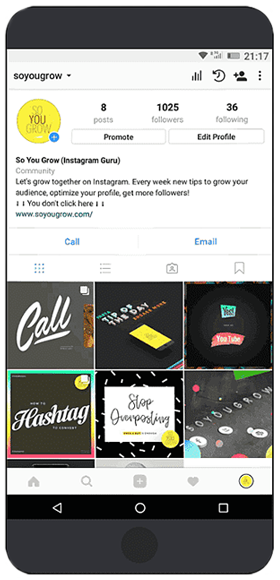 21:17
soyougrow
SO
YOU
GROW
8
1025
36
posts
followers
following
Promote
Edit Profile
So You Grow (Instagram Guru)
Community
Let's grow together on Instagram. Every week new tips to grow your
audience, optimize your profile, get more followers!
↓↓You don't click here ↓↓
www.soyougrow.com/
Call
Email
Call
TIP OF
THE DAY
YouTube
HOW TO
Hashtag
TO CONVERT
Stop
Overposting
SOYOUGROW